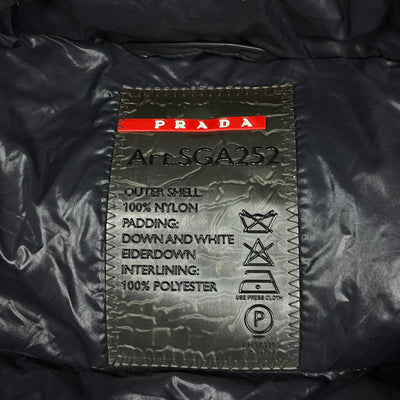 PRADA
Art.SGA252
OUTER SHELL:
100% NYLON
PADDING:
DOWN AND WHITE
EIDERDOWN
INTERLINING:
100% POLYESTER
USE PRESS CLOTH
P